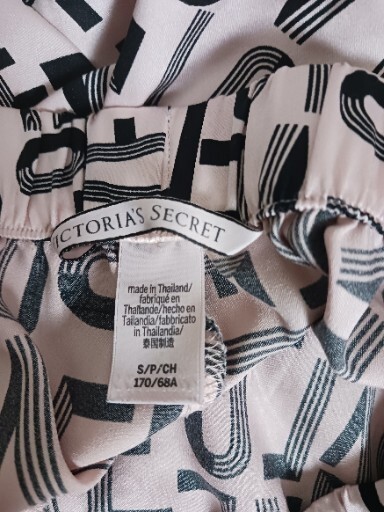 VICTORIA'S SECRET
made in Thailand/
fabriqué en
Thaïlande/hecho en
Tailandia/fabbricato
in Thailandia/
泰国制造
S/P/CH
170/68A